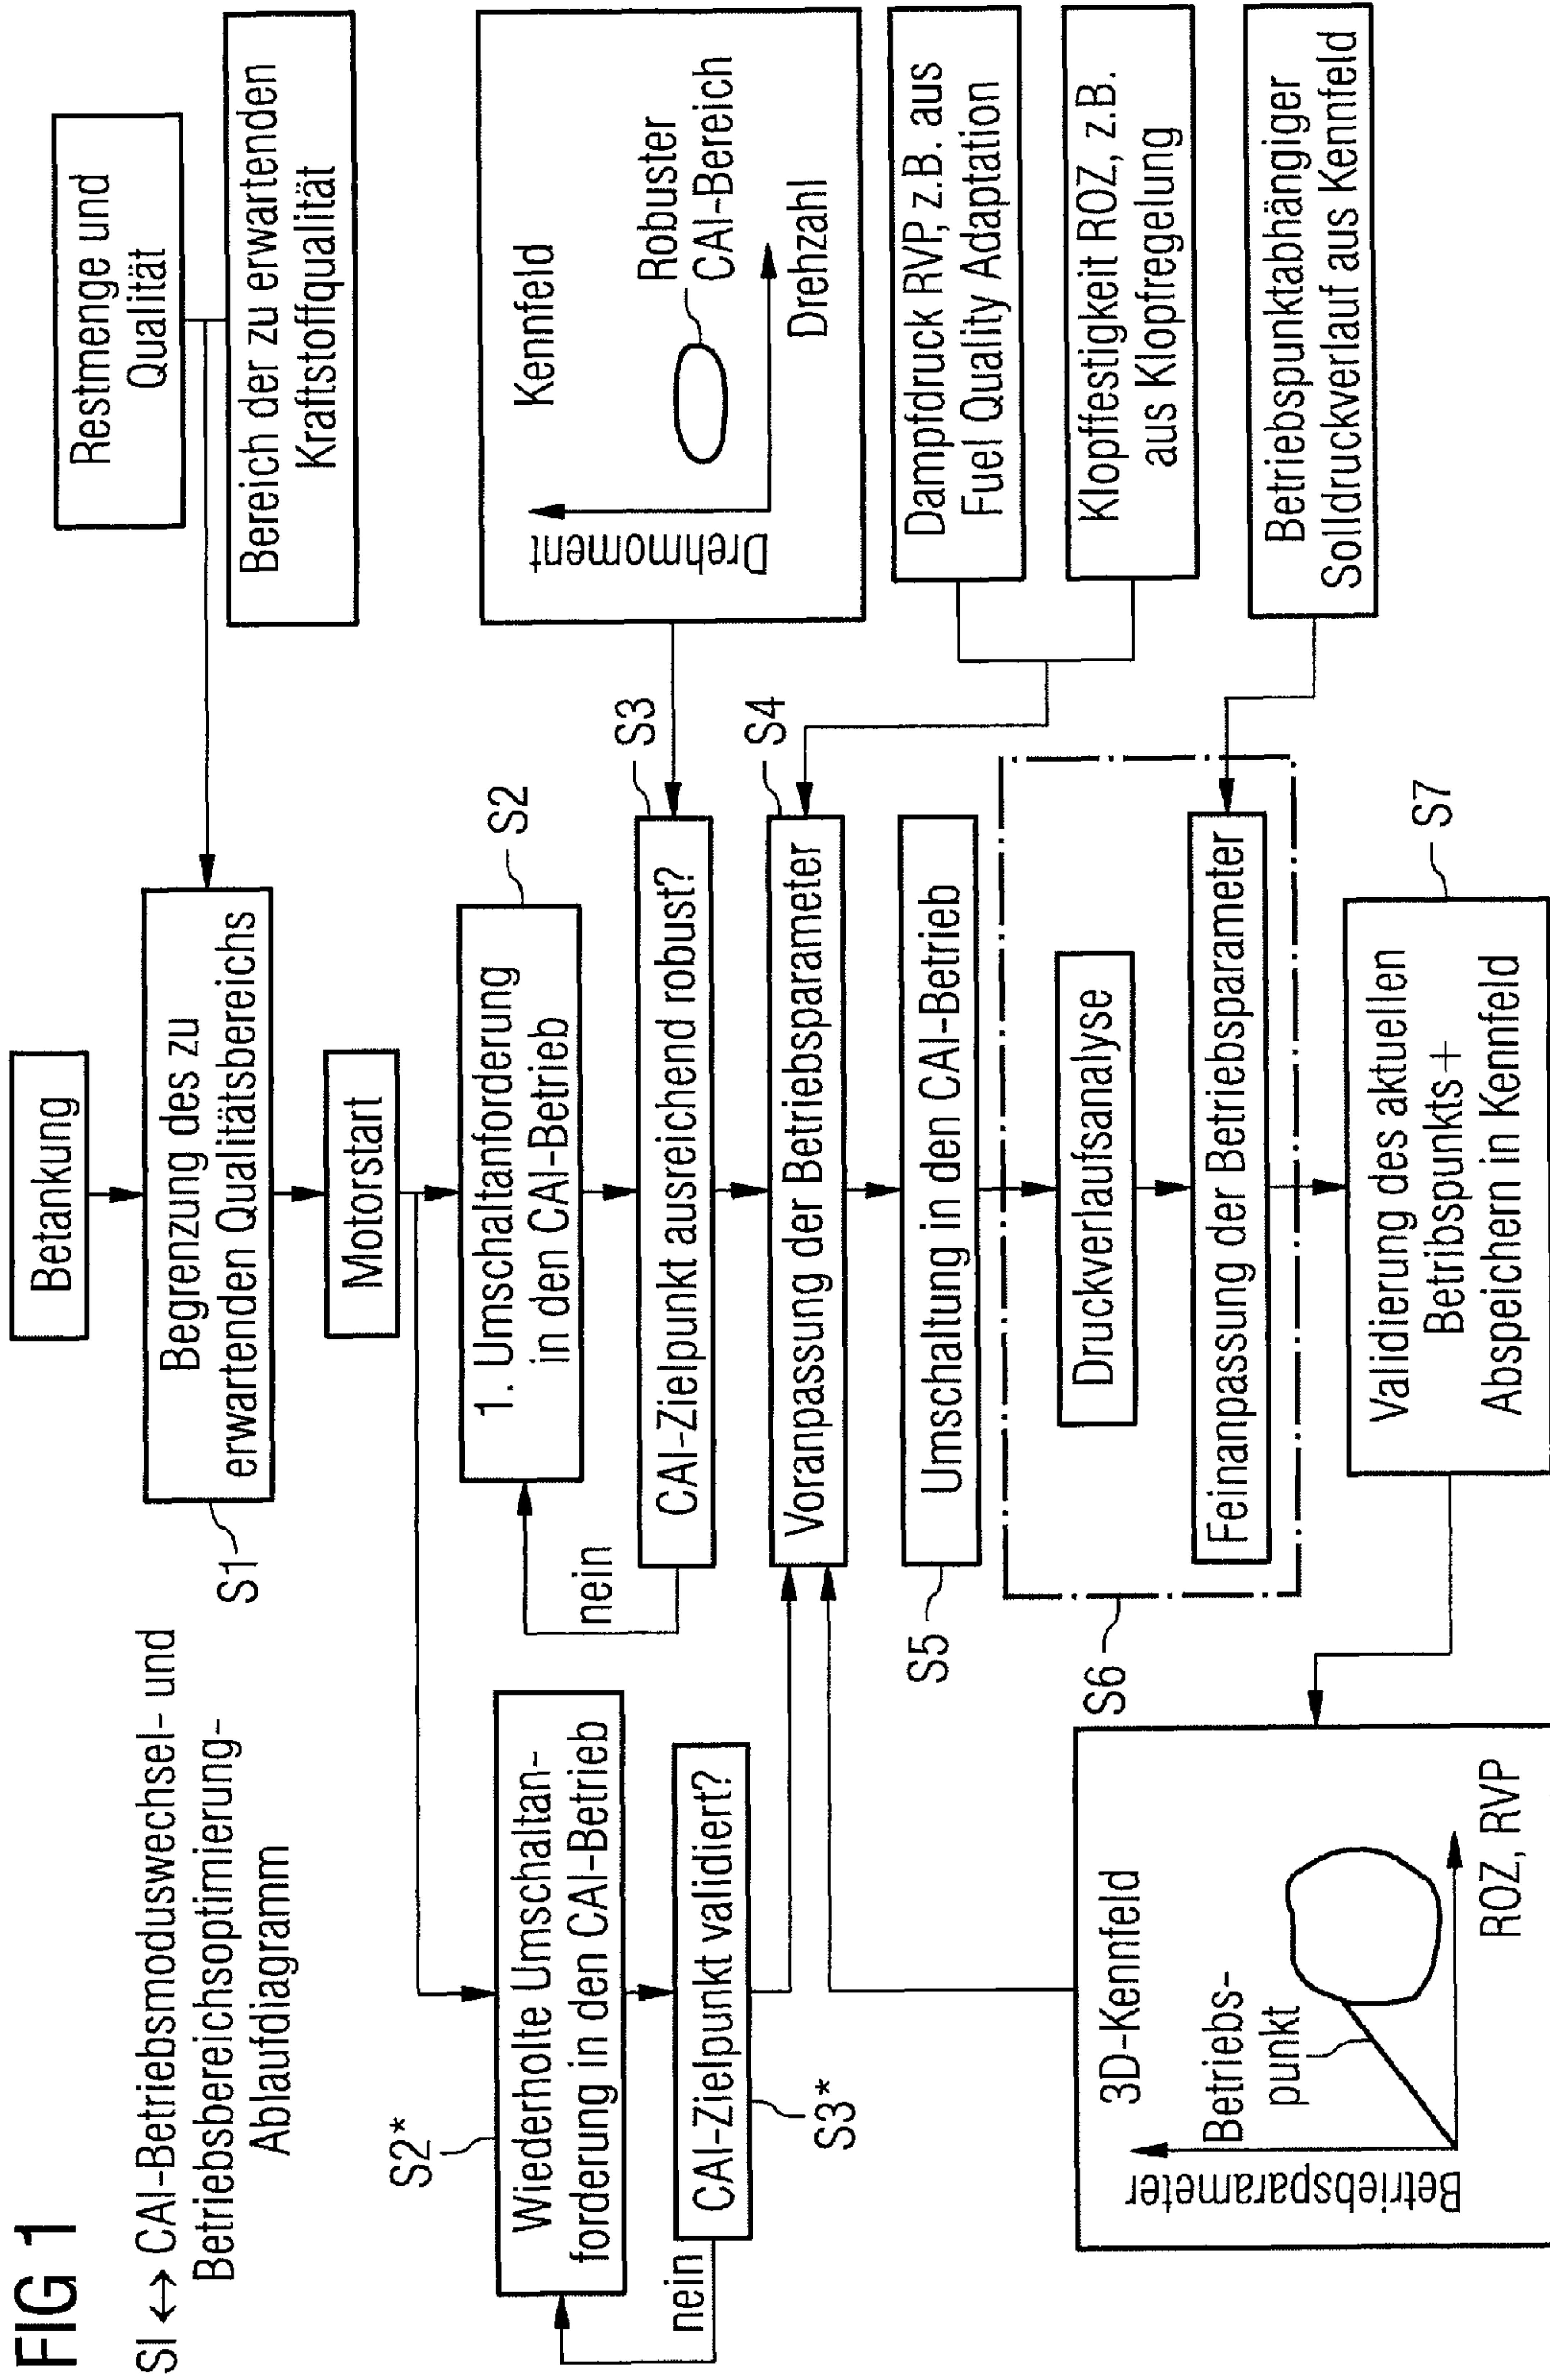 FIG 1
SI ↔ CAI-Betriebsmoduswechsel- und
Betriebsbereichsoptimierung-
Ablaufdiagramm
Betankung
Restmenge und
Qualität
Bereich der zu erwartenden
Kraftstoffqualität
Begrenzung des zu
erwartenden Qualitätsbereichs
S1
Motorstart
1. Umschaltanforderung
in den CAI-Betrieb
S2
nein
CAI-Zielpunkt ausreichend robust?
S3
Kennfeld
Robuster
CAI-Bereich
Drehmoment
Drehzahl
S2*
Wiederholte Umschaltan-
forderung in den CAI-Betrieb
nein
CAI-Zielpunkt validiert?
S3*
Voranpassung der Betriebsparameter
S4
Dampfdruck RVP, z.B. aus
Fuel Quality Adaptation
Klopffestigkeit ROZ, z.B.
aus Klopfregelung
S5
Umschaltung in den CAI-Betrieb
S6
Druckverlaufsanalyse
Feinanpassung der Betriebsparameter
Betriebspunktabhängiger
Solldruckverlauf aus Kennfeld
S7
Validierung des aktuellen
Betribspunkts+
Abspeichern in Kennfeld
3D-Kennfeld
Betriebs-
punkt
Betriebsparameter
ROZ, RVP